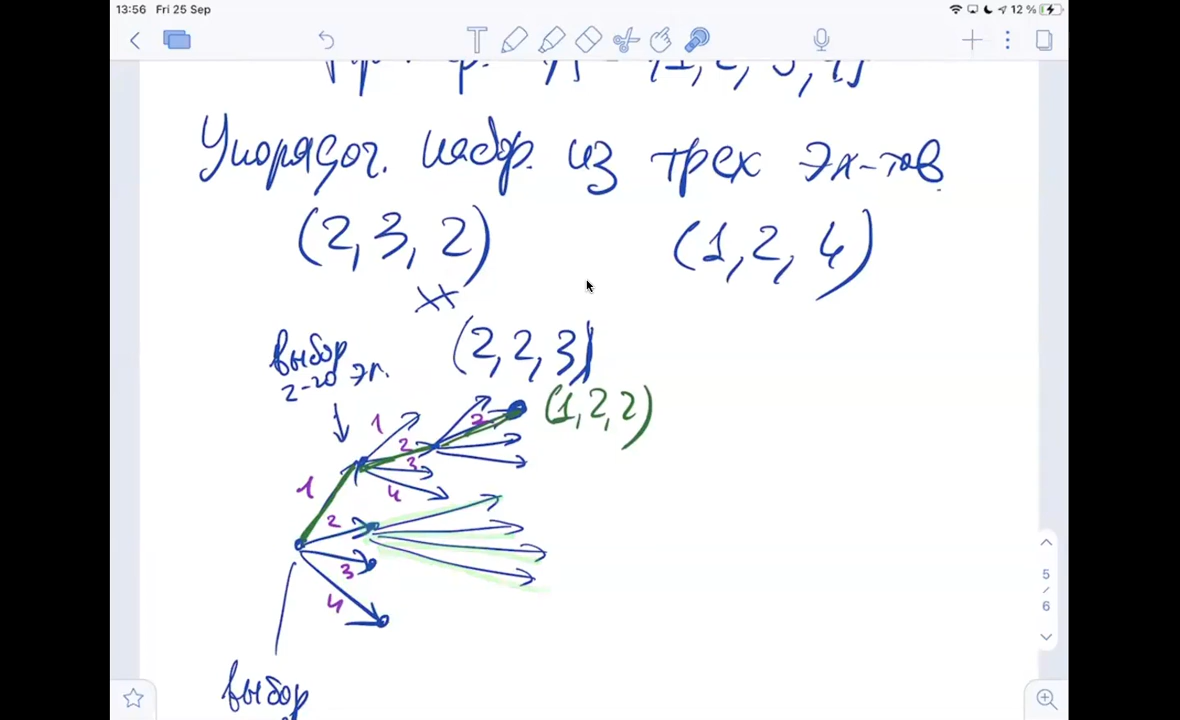 13:56 Fri 25 Sep
12 %
Упорядоч. набор. из трех эл-тов
(2, 3, 2) (1, 2, 4)
(2, 2, 3)
выбор
2-го эл.
(1, 2, 2)
1
2
3
4
1
2
3
4
2
выбор
5
/
6